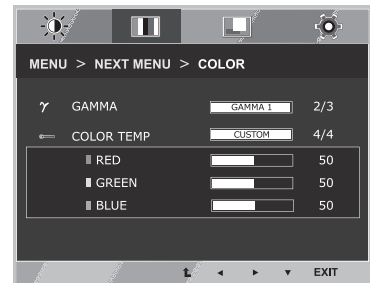 MENU > NEXT MENU > COLOR
γ GAMMA GAMMA 1 2/3
COLOR TEMP CUSTOM 4/4
RED 50
GREEN 50
BLUE 50
EXIT